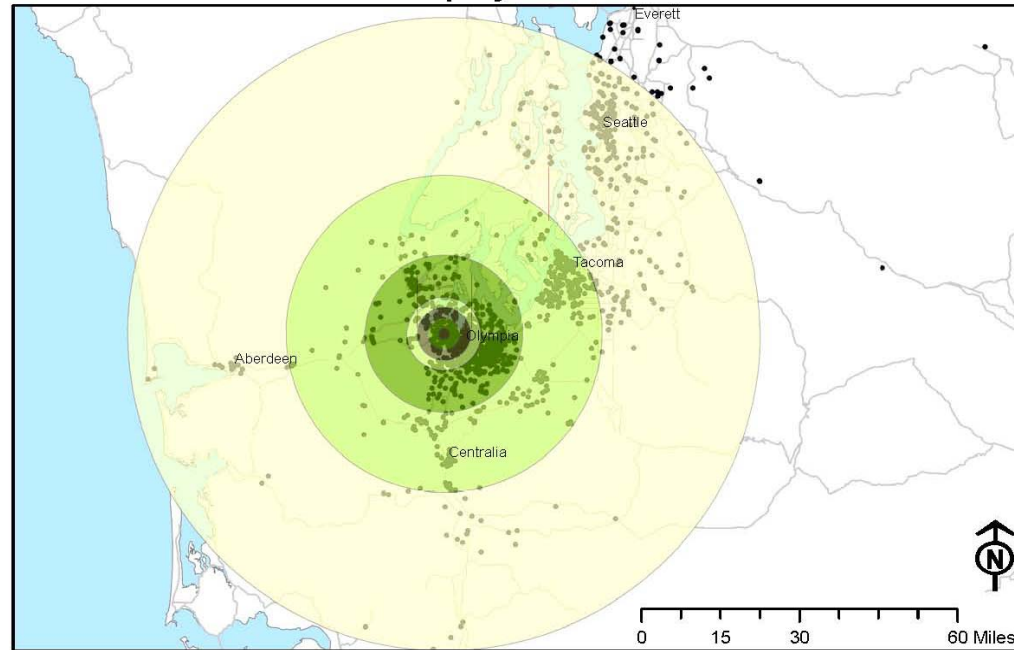 Everett
Seattle
Tacoma
Olympia
Aberdeen
Centralia
N
0 15 30 60 Miles